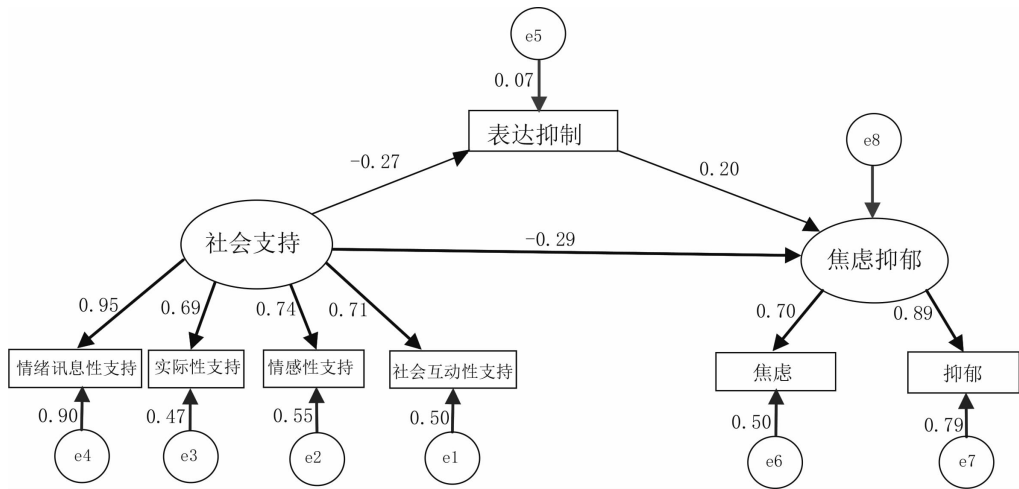 e5
0.07
表达抑制
e8
-0.27
0.20
社会支持
-0.29
焦虑抑郁
0.95
0.69
0.74
0.71
0.70
0.89
情绪讯息性支持
实际性支持
情感性支持
社会互动性支持
焦虑
抑郁
0.90
0.47
0.55
0.50
0.50
0.79
e4
e3
e2
e1
e6
e7